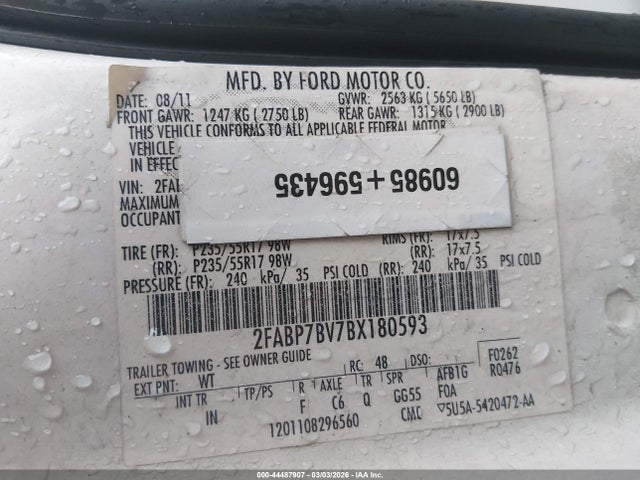 MFD. BY FORD MOTOR CO.
DATE: 08/11 GVWR: 2563 KG ( 5650 LB)
FRONT GAWR: 1247 KG ( 2750 LB) REAR GAWR: 1315 KG ( 2900 LB)
THIS VEHICLE CONFORMS TO ALL APPLICABLE FEDERAL MOTOR
VEHICLE
IN EFFECT
VIN: 2FAB
MAXIMUM
OCCUPANT
60985+596435
TIRE (FR): P235/55R17 98W RIMS (FR): 17x7.5
(RR): P235/55R17 98W (RR): 17x7.5
PRESSURE (FR): 240 kPa/ 35 PSI COLD (RR): 240 kPa/ 35 PSI COLD
2FABP7BV7BX180593
TRAILER TOWING - SEE OWNER GUIDE
EXT PNT: WT RC: 48 DSO: F0262
R0476
INT TR TP/PS R AXLE TR SPR AFB1G
IN F C6 Q GG55 FOA
1201108296560 CMC ▽5U5A-5420472-AA
000-44487907 - 03/03/2026 - IAA, Inc.